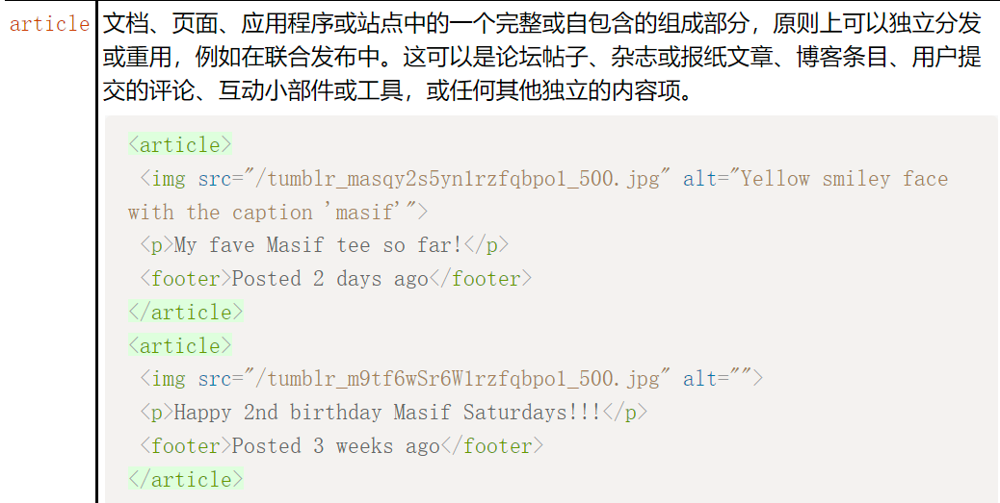 article
文档、页面、应用程序或站点中的一个完整或自包含的组成部分，原则上可以独立分发
或重用，例如在联合发布中。这可以是论坛帖子、杂志或报纸文章、博客条目、用户提
交的评论、互动小部件或工具，或任何其他独立的内容项。
<article>
<img src="/tumblr_masqy2s5yn1rzfqbpo1_500.jpg" alt="Yellow smiley face
with the caption 'masif'">
<p>My fave Masif tee so far!</p>
<footer>Posted 2 days ago</footer>
</article>
<article>
<img src="/tumblr_m9tf6wSr6W1rzfqbpo1_500.jpg" alt="">
<p>Happy 2nd birthday Masif Saturdays!!!</p>
<footer>Posted 3 weeks ago</footer>
</article>